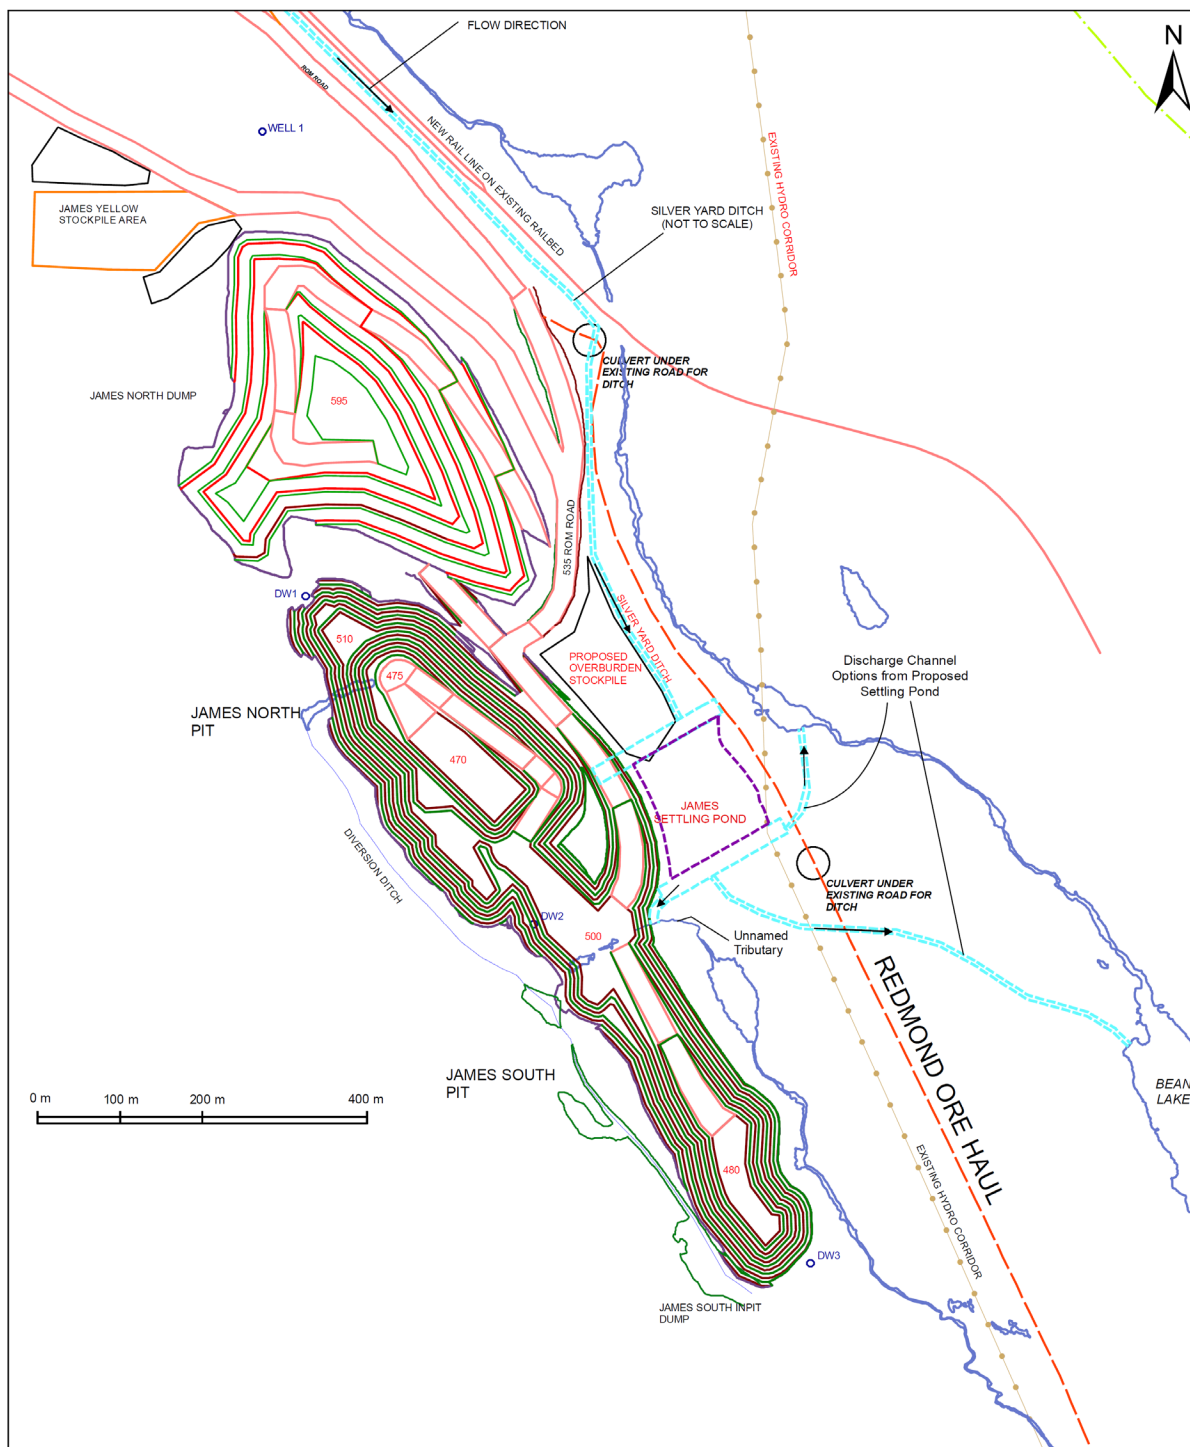 FLOW DIRECTION
N
ROM ROAD
WELL 1
NEW RAIL LINE ON EXISTING RAILBED
EXISTING HYDRO CORRIDOR
JAMES YELLOW
STOCKPILE AREA
SILVER YARD DITCH
(NOT TO SCALE)
CULVERT UNDER
EXISTING ROAD FOR
DITCH
JAMES NORTH DUMP
595
535 ROM ROAD
DW1
SILVER YARD DITCH
510
PROPOSED
OVERBURDEN
STOCKPILE
Discharge Channel
Options from Proposed
Settling Pond
475
JAMES NORTH
PIT
470
JAMES
SETTLING POND
DIVERSION DITCH
CULVERT UNDER
EXISTING ROAD FOR
DITCH
DW2
500
Unnamed
Tributary
REDMOND ORE HAUL
JAMES SOUTH
PIT
BEAN
LAKE
0 m
100 m
200 m
400 m
480
EXISTING HYDRO CORRIDOR
DW3
JAMES SOUTH INPIT
DUMP